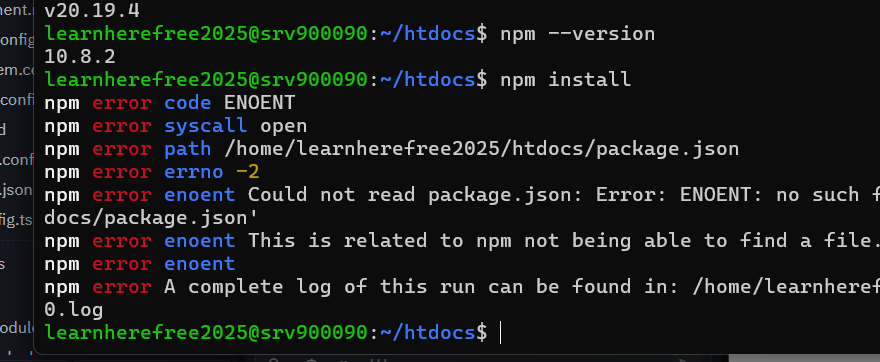 v20.19.4
learnherefree2025@srv900090:~/htdocs$ npm --version
10.8.2
learnherefree2025@srv900090:~/htdocs$ npm install
npm error code ENOENT
npm error syscall open
npm error path /home/learnherefree2025/htdocs/package.json
npm error errno -2
npm error enoent Could not read package.json: Error: ENOENT: no such f
docs/package.json'
npm error enoent This is related to npm not being able to find a file.
npm error enoent
npm error A complete log of this run can be found in: /home/learnheref
0.log
learnherefree2025@srv900090:~/htdocs$
ment.
onfig
em.co
confi
d
.conf
.json
fig.ts
s
odule